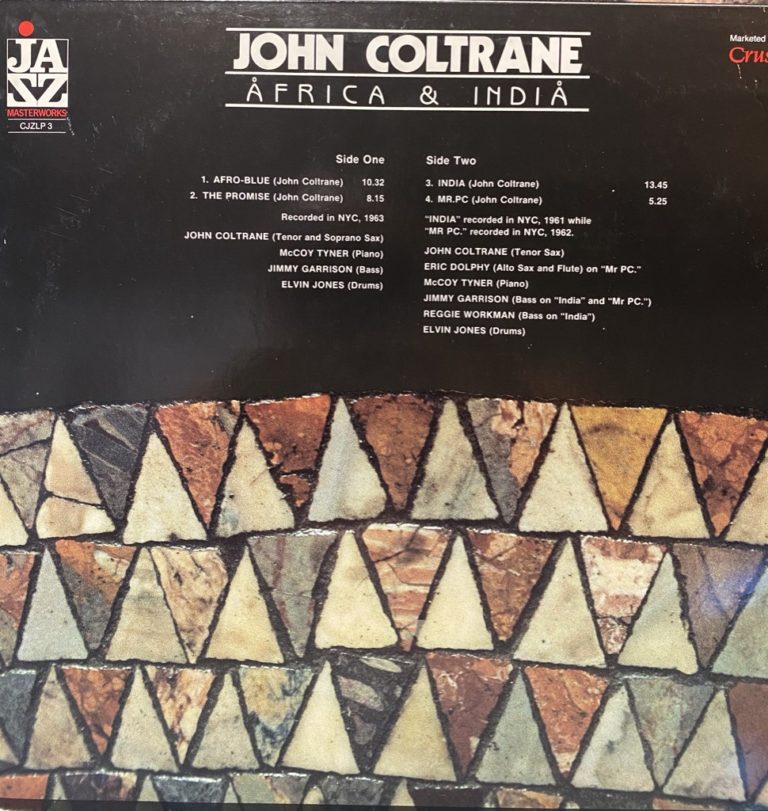 JAZZ
MASTERWORKS
CJZLP 3
JOHN COLTRANE
ÅFRICA & INDIÅ
Marketed
Side One
1. AFRO-BLUE (John Coltrane) 10.32
2. THE PROMISE (John Coltrane) 8.15
Recorded in NYC, 1963
JOHN COLTRANE (Tenor and Soprano Sax)
McCOY TYNER (Piano)
JIMMY GARRISON (Bass)
ELVIN JONES (Drums)
Side Two
3. INDIA (John Coltrane) 13.45
4. MR.PC (John Coltrane) 5.25
"INDIA" recorded in NYC, 1961 while
"MR PC." recorded in NYC, 1962.
JOHN COLTRANE (Tenor Sax)
ERIC DOLPHY (Alto Sax and Flute) on "Mr PC."
McCOY TYNER (Piano)
JIMMY GARRISON (Bass on "India" and "Mr PC.")
REGGIE WORKMAN (Bass on "India")
ELVIN JONES (Drums)